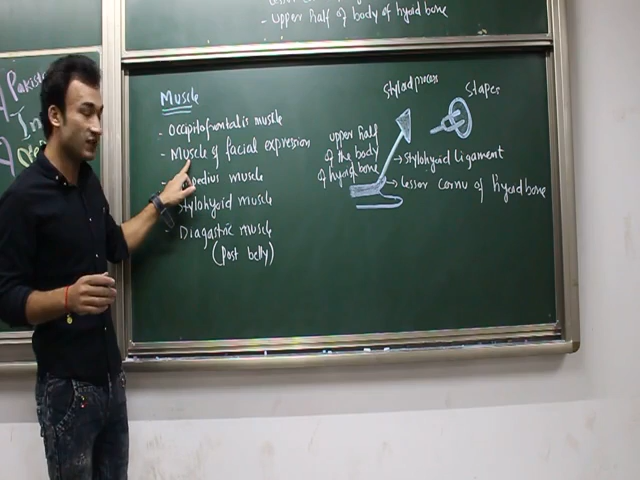 - Upper half of body of hyoid bone
Pakist
In
Muscle
- Occipitofrontalis muscle
- Muscle of facial expression
muscle
Stylohyoid muscle
Diagastric muscle
(Post belly)
Styloid process
Stapes
Upper half
of the body
of hyoid bone
Stylohyoid ligament
Lesser cornu of hyoid bone